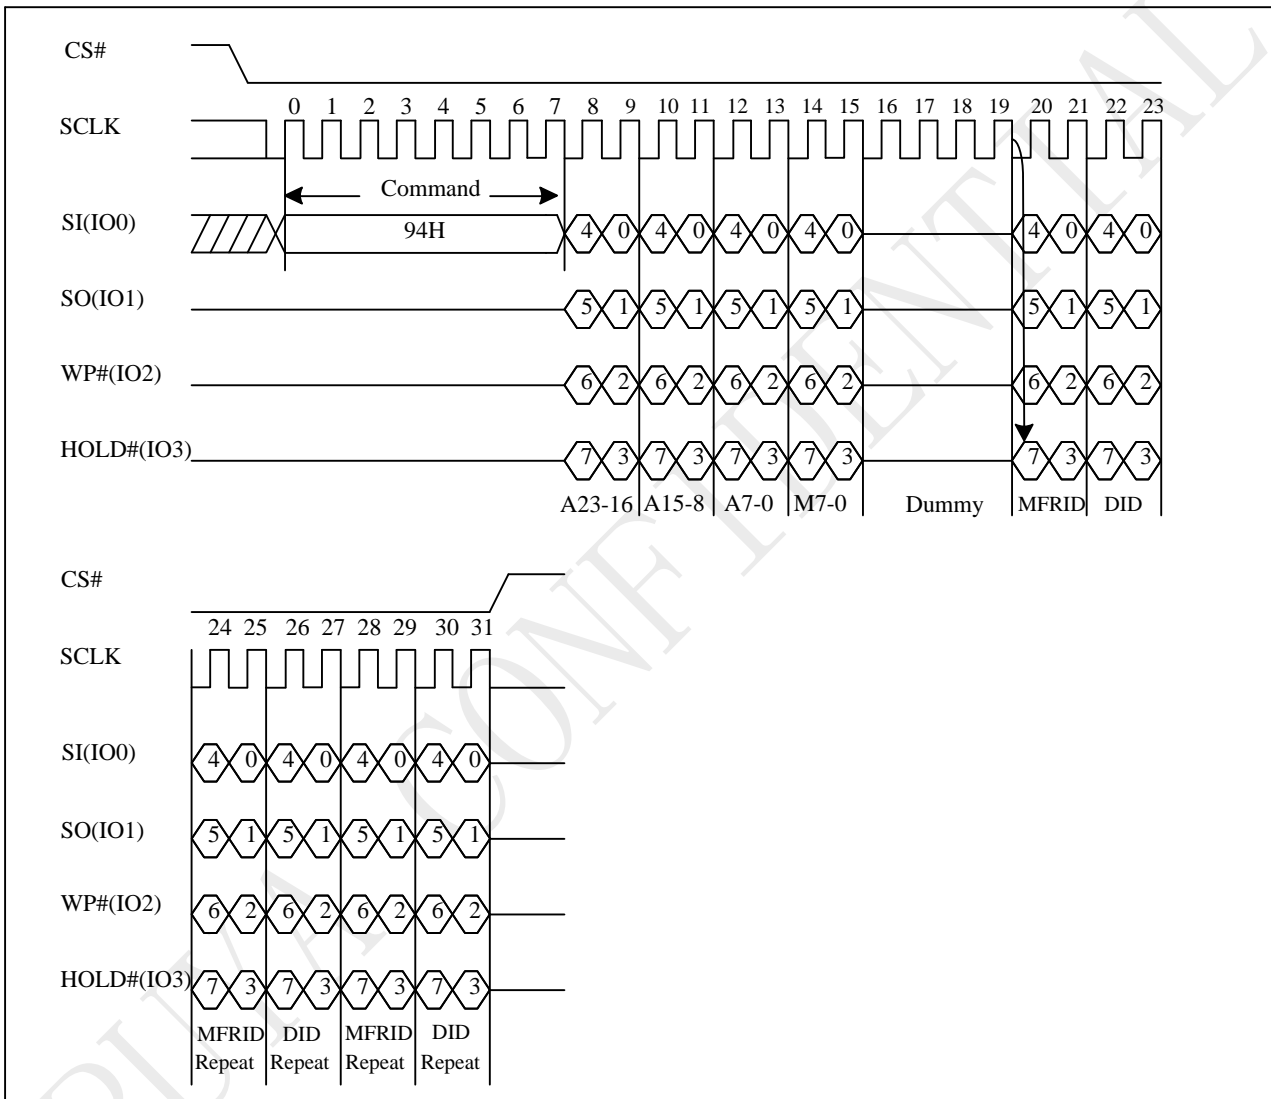 CS#
0 1 2 3 4 5 6 7 8 9 10 11 12 13 14 15 16 17 18 19 20 21 22 23
SCLK
Command
SI(IO0) 94H 4 0 4 0 4 0 4 0 4 0 4 0
SO(IO1) 5 1 5 1 5 1 5 1 5 1 5 1
WP#(IO2) 6 2 6 2 6 2 6 2 6 2 6 2
HOLD#(IO3) 7 3 7 3 7 3 7 3 7 3 7 3
A23-16 A15-8 A7-0 M7-0 Dummy MFRID DID
CS#
24 25 26 27 28 29 30 31
SCLK
SI(IO0) 4 0 4 0 4 0 4 0
SO(IO1) 5 1 5 1 5 1 5 1
WP#(IO2) 6 2 6 2 6 2 6 2
HOLD#(IO3) 7 3 7 3 7 3 7 3
MFRID DID MFRID DID
Repeat Repeat Repeat Repeat
PUYA CONFIDENTIAL